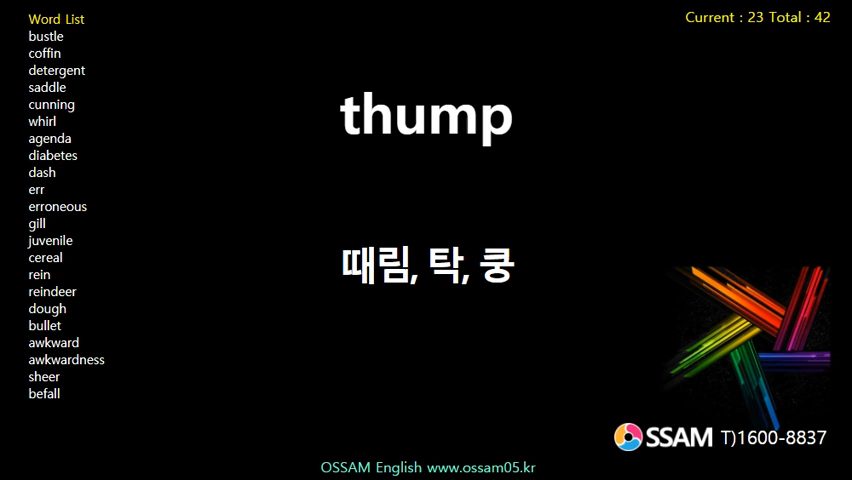 Word List
bustle
coffin
detergent
saddle
cunning
whirl
agenda
diabetes
dash
err
erroneous
gill
juvenile
cereal
rein
reindeer
dough
bullet
awkward
awkwardness
sheer
befall
Current : 23 Total : 42
thump
때림, 탁, 쿵
OSSAM T)1600-8837
OSSAM English www.ossam05.kr